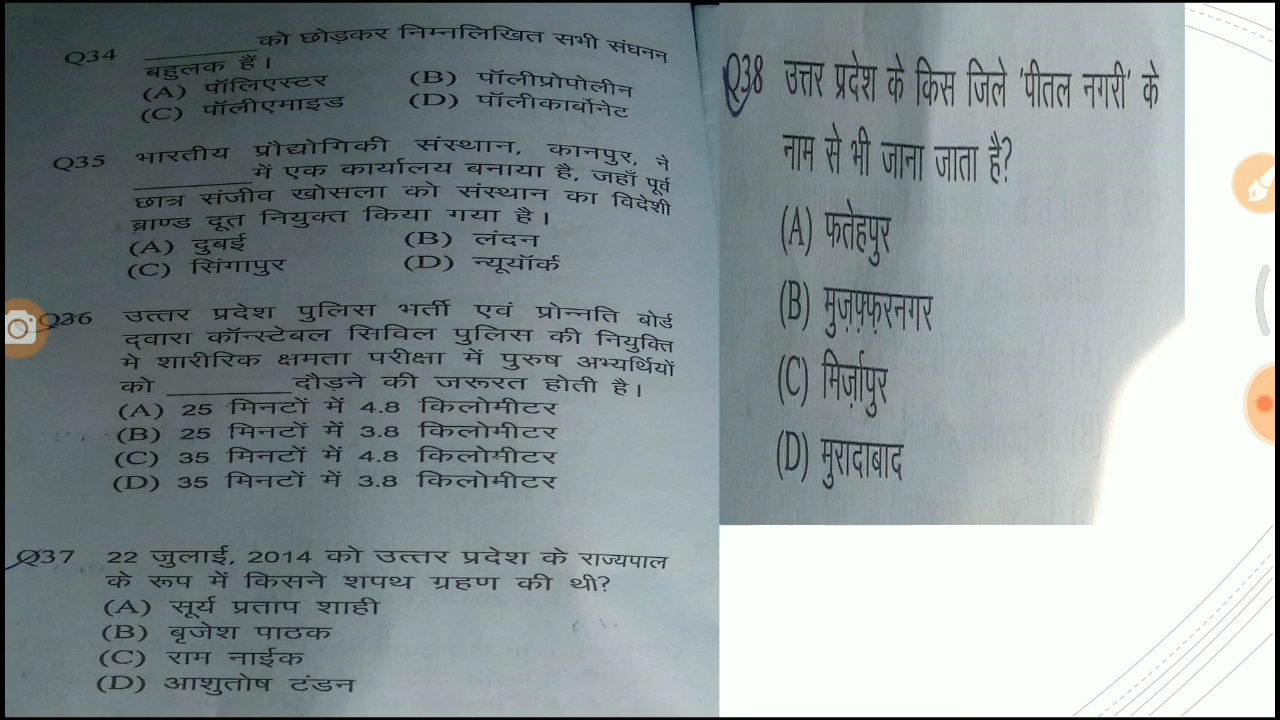 Q34 ________ को छोड़कर निम्नलिखित सभी संघनन
बहुलक हैं।
(A) पॉलिएस्टर (B) पॉलीप्रोपोलीन
(C) पॉलीएमाइड (D) पॉलीकार्बोनेट
Q35 भारतीय प्रौद्योगिकी संस्थान, कानपुर, ने
________ में एक कार्यालय बनाया है, जहाँ पूर्व
छात्र संजीव खोसला को संस्थान का विदेशी
ब्राण्ड दूत नियुक्त किया गया है।
(A) दुबई (B) लंदन
(C) सिंगापुर (D) न्यूयॉर्क
Q36 उत्तर प्रदेश पुलिस भर्ती एवं प्रोन्नति बोर्ड
द्वारा कॉन्स्टेबल सिविल पुलिस की नियुक्ति
मे शारीरिक क्षमता परीक्षा में पुरुष अभ्यर्थियों
को ________ दौड़ने की जरूरत होती है।
(A) 25 मिनटों में 4.8 किलोमीटर
(B) 25 मिनटों में 3.8 किलोमीटर
(C) 35 मिनटों में 4.8 किलोमीटर
(D) 35 मिनटों में 3.8 किलोमीटर
Q37 22 जुलाई, 2014 को उत्तर प्रदेश के राज्यपाल
के रूप में किसने शपथ ग्रहण की थी?
(A) सूर्य प्रताप शाही
(B) बृजेश पाठक
(C) राम नाईक
(D) आशुतोष टंडन
Q38 उत्तर प्रदेश के किस जिले 'पीतल नगरी' के
नाम से भी जाना जाता है?
(A) फतेहपुर
(B) मुज़फ़्फ़रनगर
(C) मिर्ज़ापुर
(D) मुरादाबाद